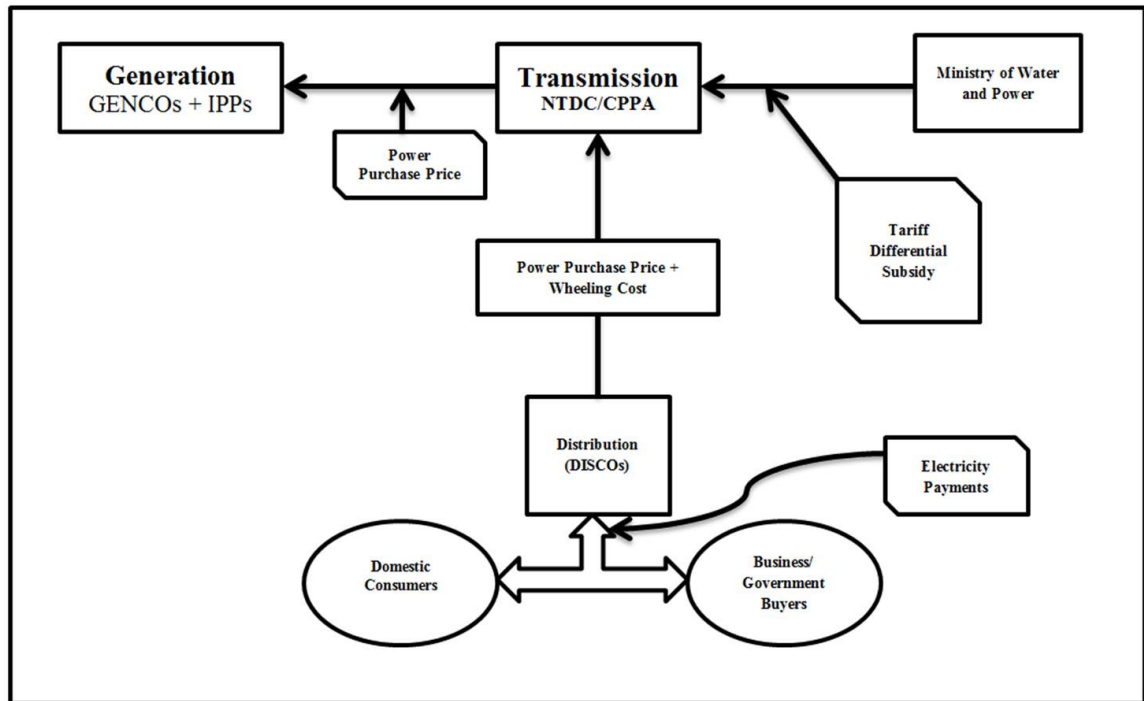 Generation
GENCOs + IPPs
Transmission
NTDC/CPPA
Ministry of Water
and Power
Power
Purchase Price
Tariff
Differential
Subsidy
Power Purchase Price +
Wheeling Cost
Distribution
(DISCOs)
Electricity
Payments
Domestic
Consumers
Business/
Government
Buyers